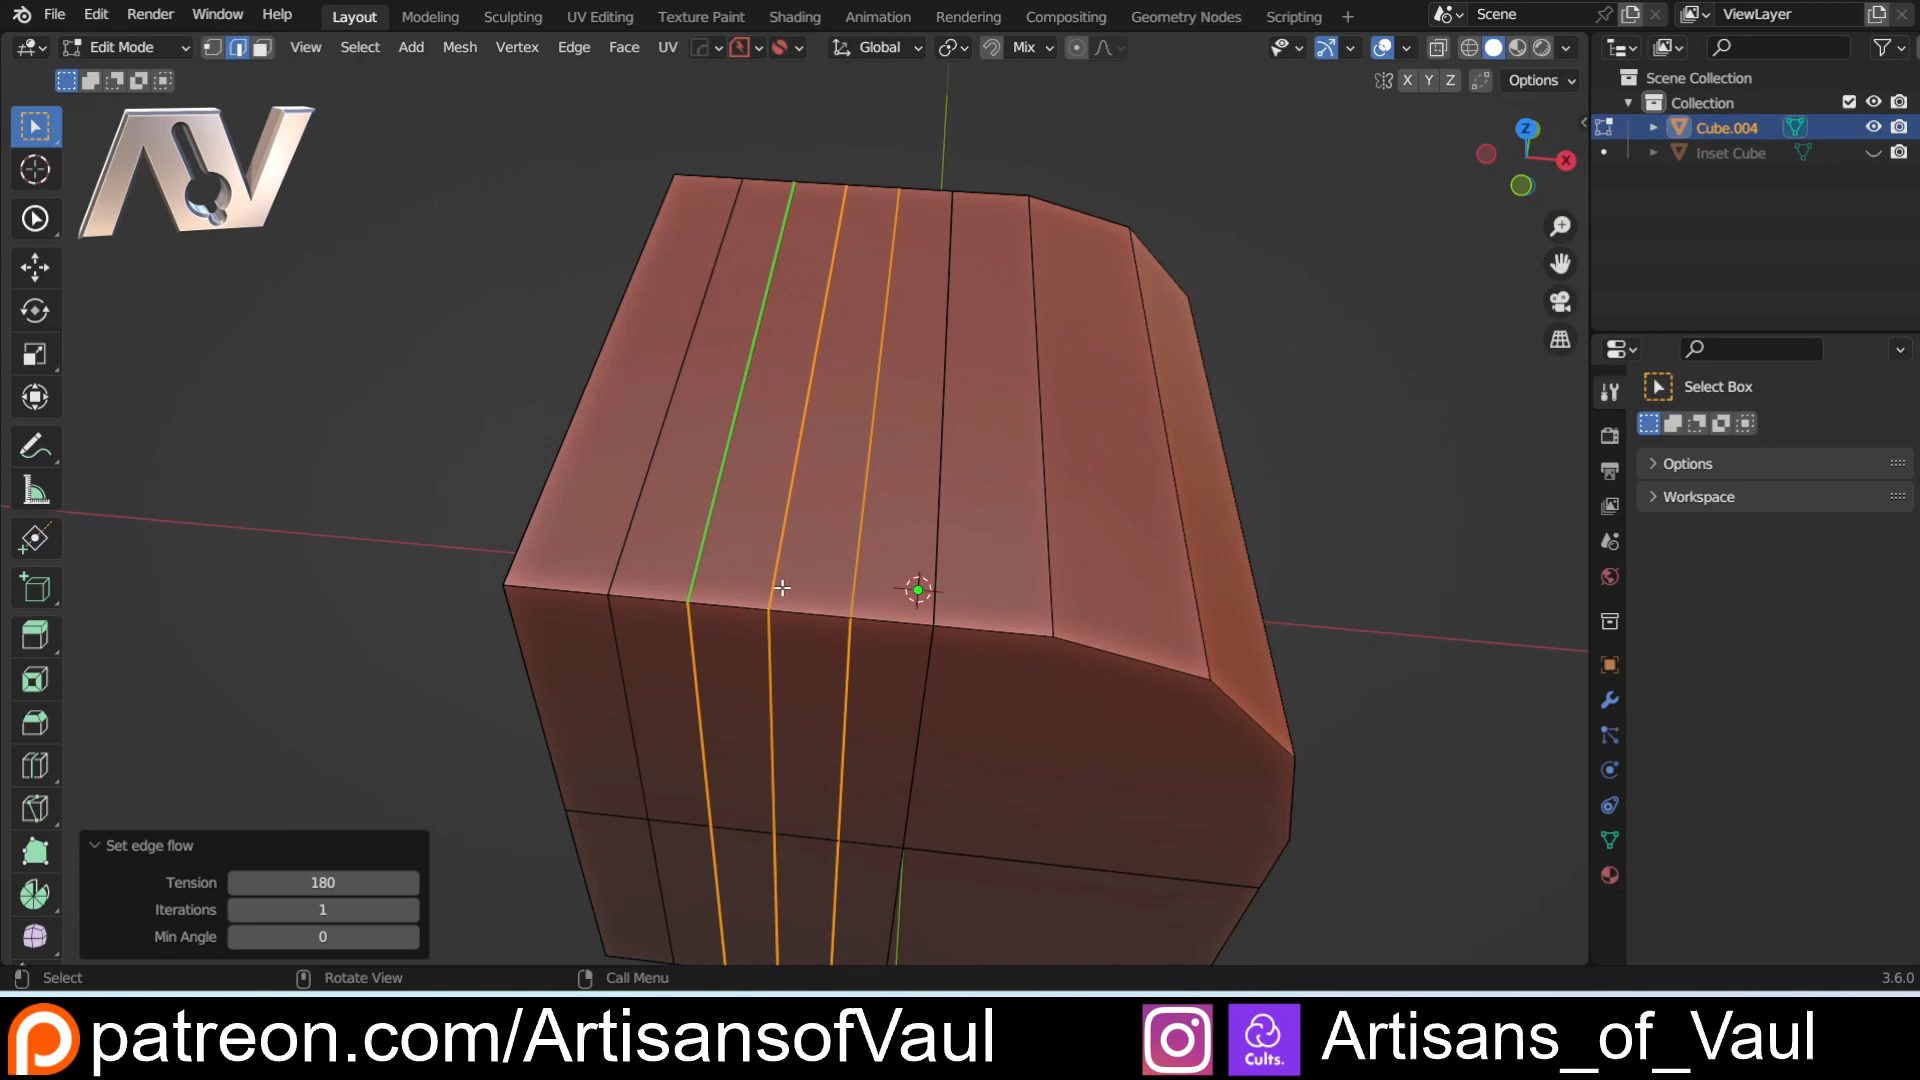 File Edit Render Window Help Layout Modeling Sculpting UV Editing Texture Paint Shading Animation Rendering Compositing Geometry Nodes Scripting + Scene ViewLayer
Edit Mode View Select Add Mesh Vertex Edge Face UV Global Mix
X Y Z Options
Scene Collection
Collection
Cube.004
Inset Cube
Z
X
Select Box
Options
Workspace
Set edge flow
Tension 180
Iterations 1
Min Angle 0
Select Rotate View Call Menu 3.6.0
patreon.com/ArtisansofVaul Cults. Artisans_of_Vaul